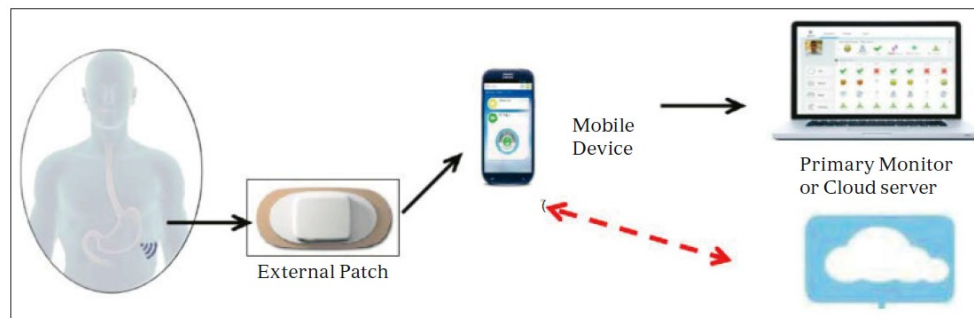 Mobile
Device
Primary Monitor
or Cloud server
External Patch